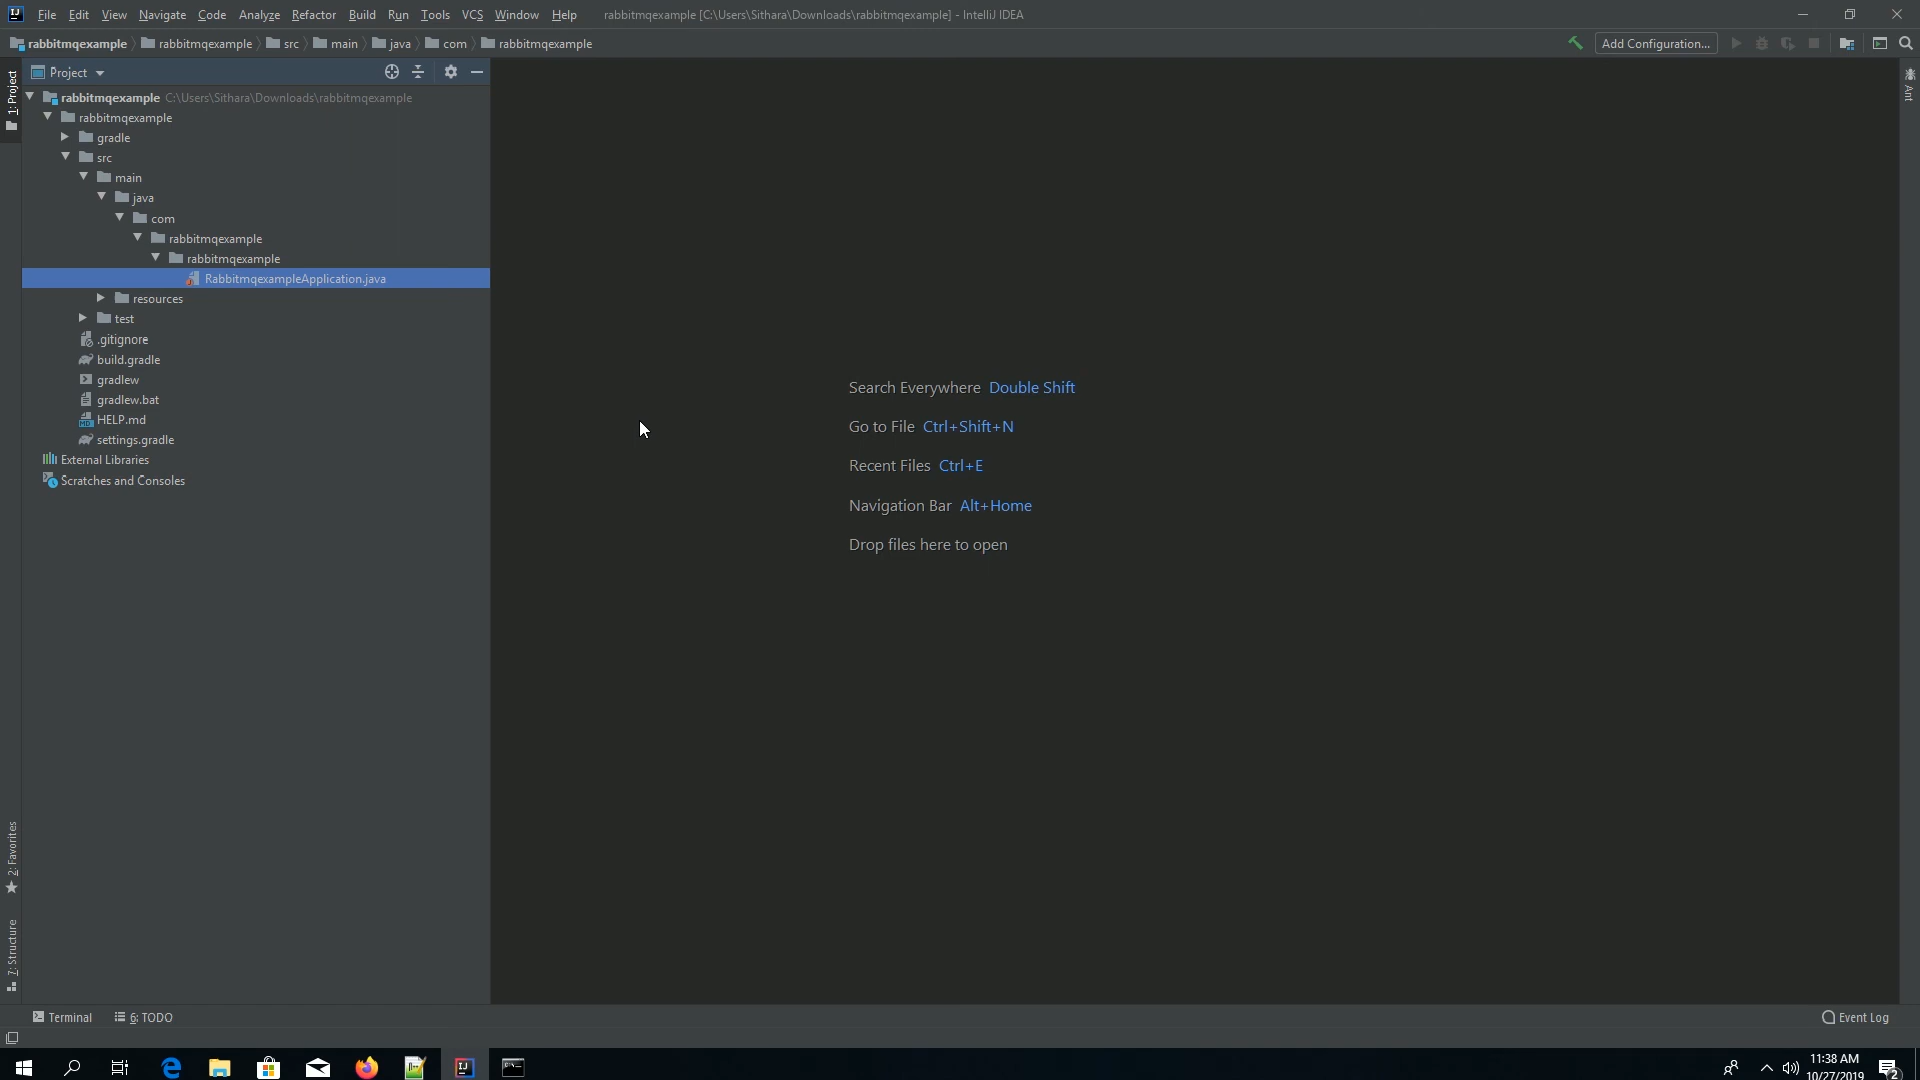 File Edit View Navigate Code Analyze Refactor Build Run Tools VCS Window Help rabbitmqexample [C:\Users\Sithara\Downloads\rabbitmqexample] - IntelliJ IDEA
rabbitmqexample rabbitmqexample src main java com rabbitmqexample Add Configuration...
Project
1: Project
Ant
rabbitmqexample C:\Users\Sithara\Downloads\rabbitmqexample
rabbitmqexample
gradle
src
main
java
com
rabbitmqexample
rabbitmqexample
RabbitmqexampleApplication.java
resources
test
.gitignore
build.gradle
gradlew
gradlew.bat
HELP.md
settings.gradle
External Libraries
Scratches and Consoles
Search Everywhere Double Shift
Go to File Ctrl+Shift+N
Recent Files Ctrl+E
Navigation Bar Alt+Home
Drop files here to open
2: Favorites
7: Structure
Terminal 6: TODO Event Log
11:38 AM
10/27/2019
2